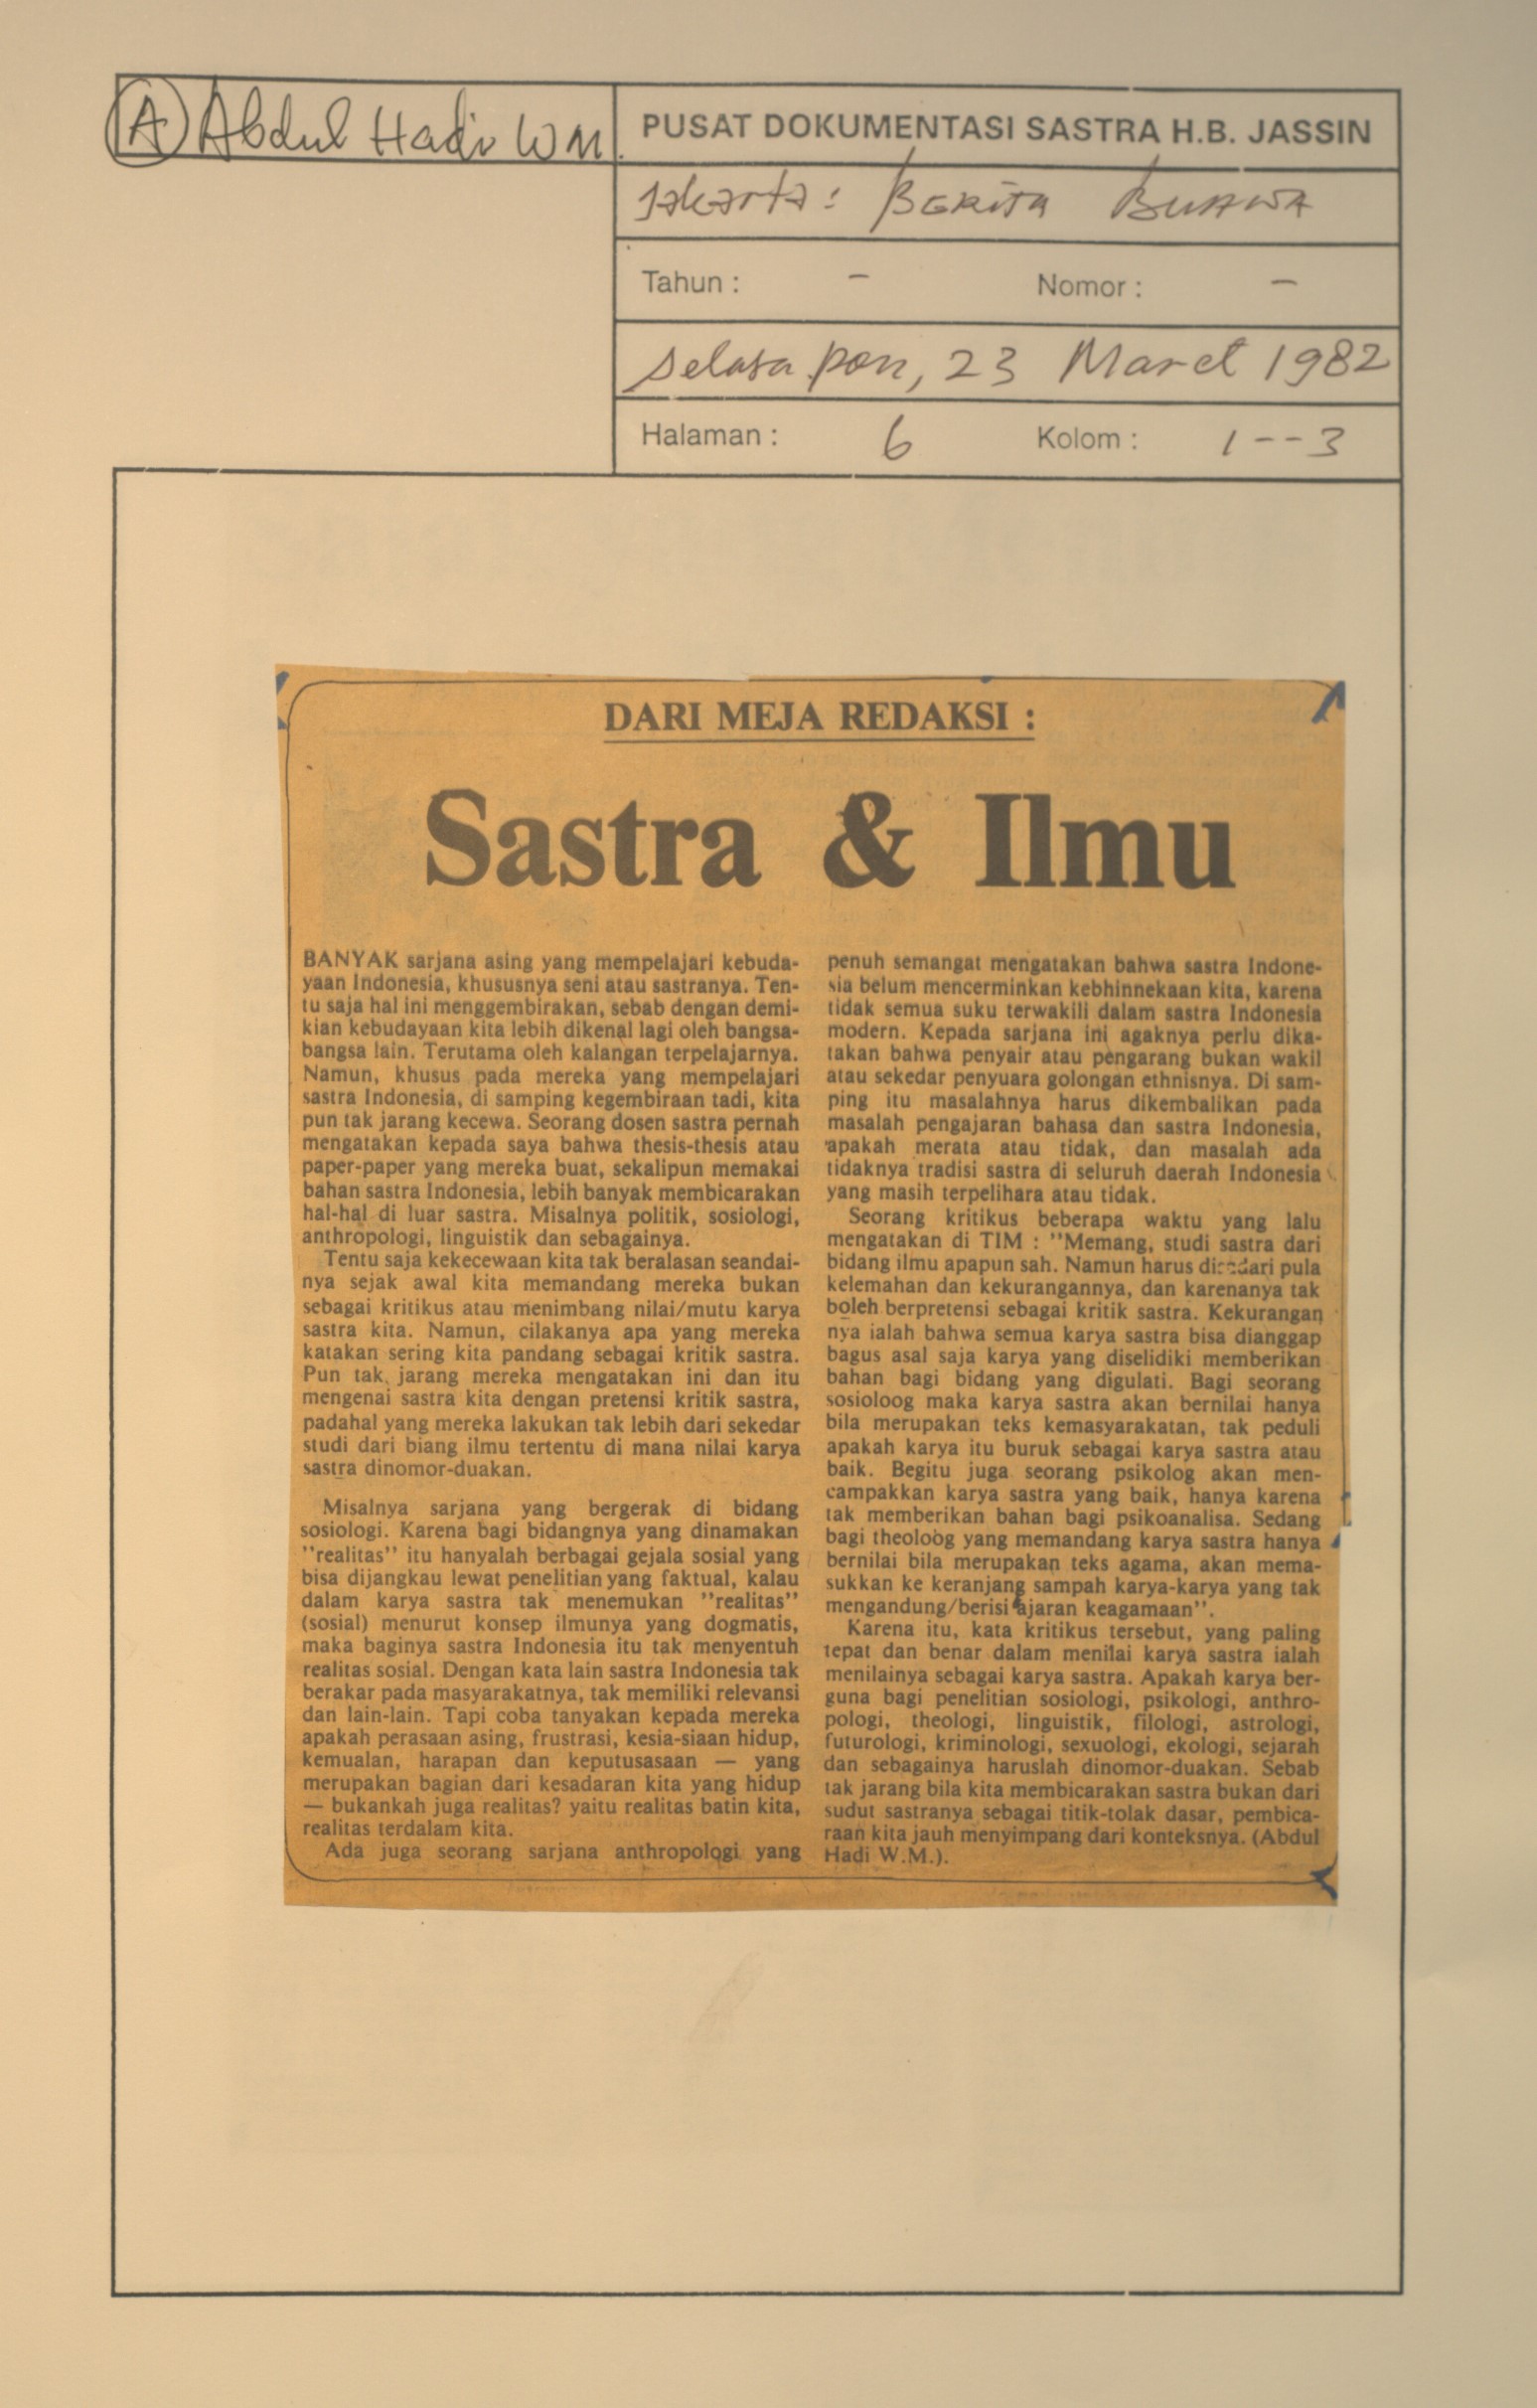 (A) Abdul Hadi WM.
PUSAT DOKUMENTASI SASTRA H.B. JASSIN
Jakarta: BERITA BUANA
Tahun : – Nomor : –
Selasa pon, 23 Maret 1982
Halaman : 6 Kolom : 1--3
DARI MEJA REDAKSI :
Sastra & Ilmu
BANYAK sarjana asing yang mempelajari kebuda-
yaan Indonesia, khususnya seni atau sastranya. Ten-
tu saja hal ini menggembirakan, sebab dengan demi-
kian kebudayaan kita lebih dikenal lagi oleh bangsa-
bangsa lain. Terutama oleh kalangan terpelajarnya.
Namun, khusus pada mereka yang mempelajari
sastra Indonesia, di samping kegembiraan tadi, kita
pun tak jarang kecewa. Seorang dosen sastra pernah
mengatakan kepada saya bahwa thesis-thesis atau
paper-paper yang mereka buat, sekalipun memakai
bahan sastra Indonesia, lebih banyak membicarakan
hal-hal di luar sastra. Misalnya politik, sosiologi,
anthropologi, linguistik dan sebagainya.
Tentu saja kekecewaan kita tak beralasan seandai-
nya sejak awal kita memandang mereka bukan
sebagai kritikus atau menimbang nilai/mutu karya
sastra kita. Namun, cilakanya apa yang mereka
katakan sering kita pandang sebagai kritik sastra.
Pun tak jarang mereka mengatakan ini dan itu
mengenai sastra kita dengan pretensi kritik sastra,
padahal yang mereka lakukan tak lebih dari sekedar
studi dari biang ilmu tertentu di mana nilai karya
sastra dinomor-duakan.
Misalnya sarjana yang bergerak di bidang
sosiologi. Karena bagi bidangnya yang dinamakan
''realitas'' itu hanyalah berbagai gejala sosial yang
bisa dijangkau lewat penelitian yang faktual, kalau
dalam karya sastra tak menemukan ''realitas''
(sosial) menurut konsep ilmunya yang dogmatis,
maka baginya sastra Indonesia itu tak menyentuh
realitas sosial. Dengan kata lain sastra Indonesia tak
berakar pada masyarakatnya, tak memiliki relevansi
dan lain-lain. Tapi coba tanyakan kepada mereka
apakah perasaan asing, frustrasi, kesia-siaan hidup,
kemualan, harapan dan keputusasaan — yang
merupakan bagian dari kesadaran kita yang hidup
— bukankah juga realitas? yaitu realitas batin kita,
realitas terdalam kita.
Ada juga seorang sarjana anthropologi yang
penuh semangat mengatakan bahwa sastra Indone-
sia belum mencerminkan kebhinnekaan kita, karena
tidak semua suku terwakili dalam sastra Indonesia
modern. Kepada sarjana ini agaknya perlu dika-
takan bahwa penyair atau pengarang bukan wakil
atau sekedar penyuara golongan ethnisnya. Di sam-
ping itu masalahnya harus dikembalikan pada
masalah pengajaran bahasa dan sastra Indonesia,
apakah merata atau tidak, dan masalah ada
tidaknya tradisi sastra di seluruh daerah Indonesia
yang masih terpelihara atau tidak.
Seorang kritikus beberapa waktu yang lalu
mengatakan di TIM : ''Memang, studi sastra dari
bidang ilmu apapun sah. Namun harus disadari pula
kelemahan dan kekurangannya, dan karenanya tak
boleh berpretensi sebagai kritik sastra. Kekurangan
nya ialah bahwa semua karya sastra bisa dianggap
bagus asal saja karya yang diselidiki memberikan
bahan bagi bidang yang digulati. Bagi seorang
sosioloog maka karya sastra akan bernilai hanya
bila merupakan teks kemasyarakatan, tak peduli
apakah karya itu buruk sebagai karya sastra atau
baik. Begitu juga seorang psikolog akan men-
campakkan karya sastra yang baik, hanya karena
tak memberikan bahan bagi psikoanalisa. Sedang
bagi theoloog yang memandang karya sastra hanya
bernilai bila merupakan teks agama, akan mema-
sukkan ke keranjang sampah karya-karya yang tak
mengandung/berisi ajaran keagamaan''.
Karena itu, kata kritikus tersebut, yang paling
tepat dan benar dalam menilai karya sastra ialah
menilainya sebagai karya sastra. Apakah karya ber-
guna bagi penelitian sosiologi, psikologi, anthro-
pologi, theologi, linguistik, filologi, astrologi,
futurologi, kriminologi, sexuologi, ekologi, sejarah
dan sebagainya haruslah dinomor-duakan. Sebab
tak jarang bila kita membicarakan sastra bukan dari
sudut sastranya sebagai titik-tolak dasar, pembica-
raan kita jauh menyimpang dari konteksnya. (Abdul
Hadi W.M.).